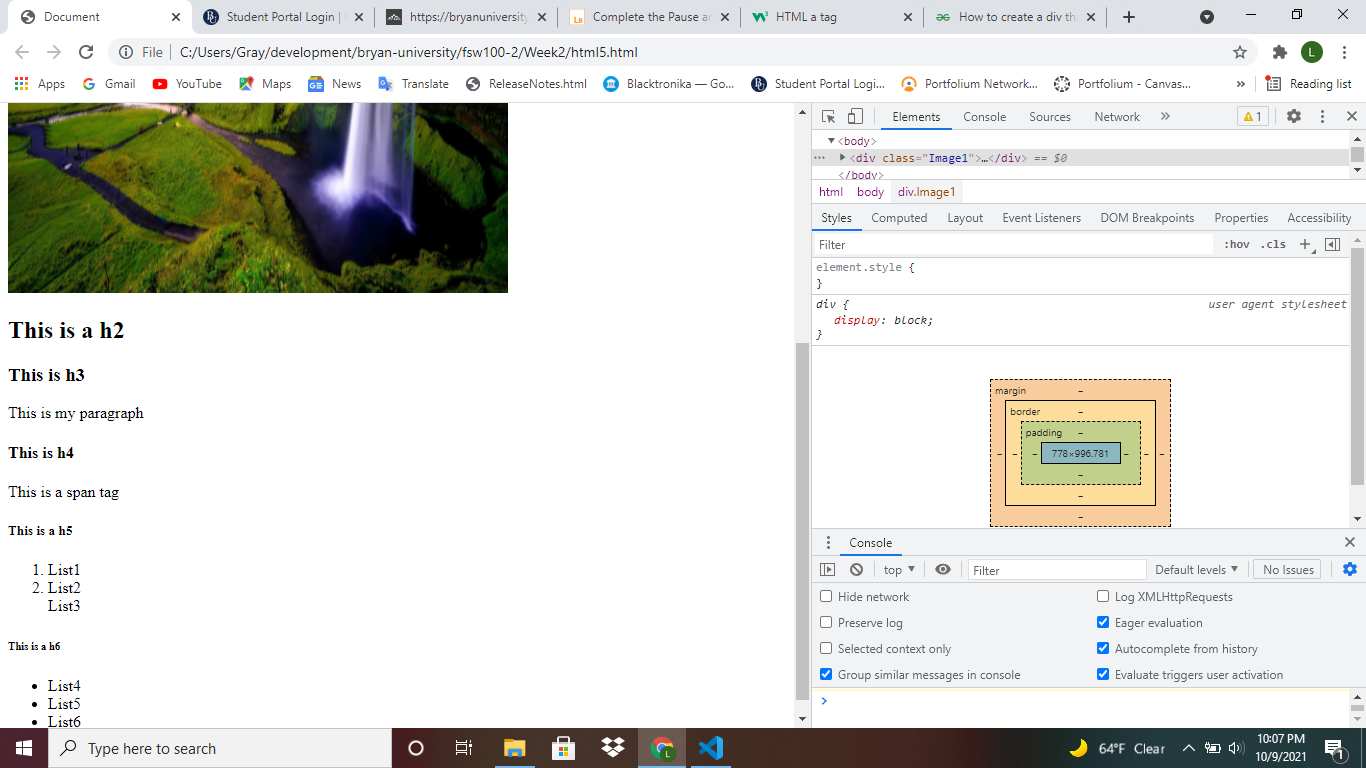 Document
Student Portal Login |
https://bryanuniversity
Complete the Pause an
HTML a tag
How to create a div tha
File
C:/Users/Gray/development/bryan-university/fsw100-2/Week2/html5.html
L
Apps
Gmail
YouTube
Maps
News
Translate
ReleaseNotes.html
Blacktronika — Go...
Student Portal Logi...
Portfolium Network...
Portfolium - Canvas...
»
Reading list
This is a h2
This is h3
This is my paragraph
This is h4
This is a span tag
This is a h5
1. List1
2. List2
List3
This is a h6
• List4
• List5
• List6
Elements Console Sources Network » 1
<body>
<div class="Image1">…</div> == $0
</body>
html body div.Image1
Styles Computed Layout Event Listeners DOM Breakpoints Properties Accessibility
Filter :hov .cls +
element.style {
}
div { user agent stylesheet
display: block;
}
margin –
border –
padding –
– – – 778×996.781 – – –
–
–
–
Console
top Filter Default levels No Issues
Hide network Log XMLHttpRequests
Preserve log Eager evaluation
Selected context only Autocomplete from history
Group similar messages in console Evaluate triggers user activation
>
Type here to search
64°F Clear
10:07 PM
10/9/2021
1